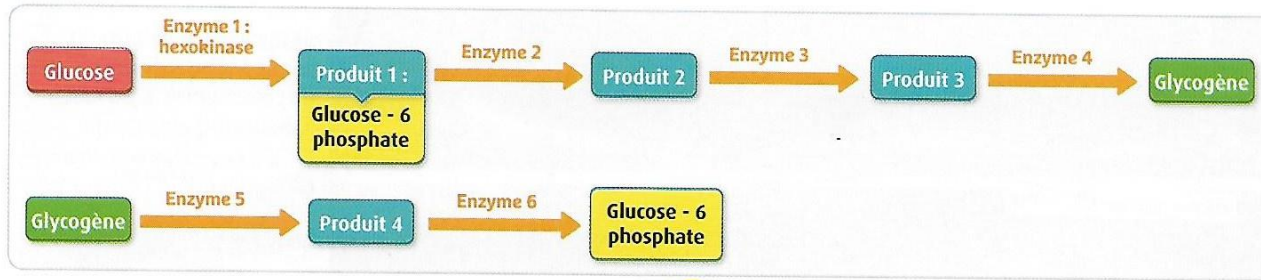 Enzyme 1 :
hexokinase
Enzyme 2
Enzyme 3
Enzyme 4
Glucose
Produit 1 :
Produit 2
Produit 3
Glycogène
Glucose - 6
phosphate
Enzyme 5
Enzyme 6
Glycogène
Produit 4
Glucose - 6
phosphate